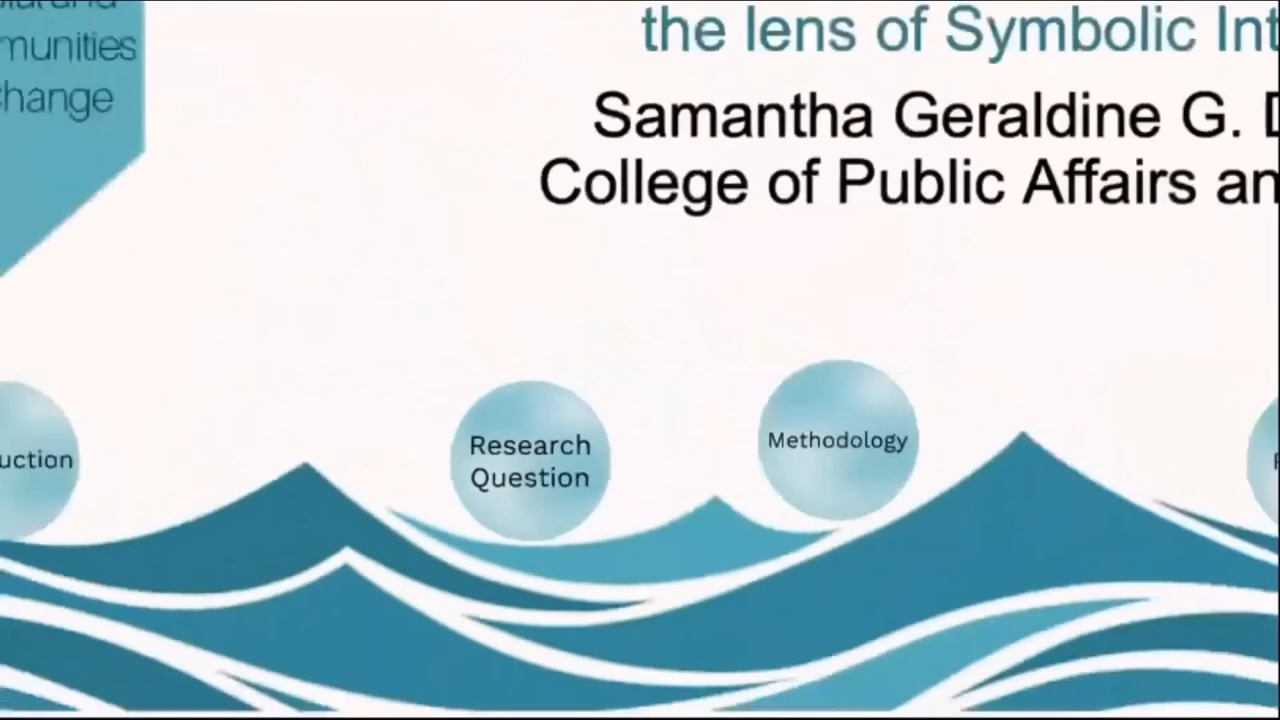 munities
hange
the lens of Symbolic Int
Samantha Geraldine G. D
College of Public Affairs an
uction
Research
Question
Methodology